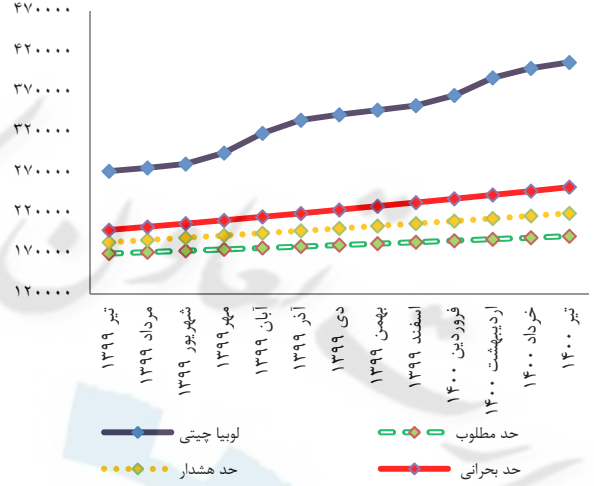 ۴۷۰۰۰۰
۴۲۰۰۰۰
۳۷۰۰۰۰
۳۲۰۰۰۰
۲۷۰۰۰۰
۲۲۰۰۰۰
۱۷۰۰۰۰
۱۲۰۰۰۰
تیر ۱۳۹۹
مرداد ۱۳۹۹
شهریور ۱۳۹۹
مهر ۱۳۹۹
آبان ۱۳۹۹
آذر ۱۳۹۹
دی ۱۳۹۹
بهمن ۱۳۹۹
اسفند ۱۳۹۹
فروردین ۱۴۰۰
اردیبهشت ۱۴۰۰
خرداد ۱۴۰۰
تیر ۱۴۰۰
حد مطلوب
لوبیا چیتی
حد بحرانی
حد هشدار